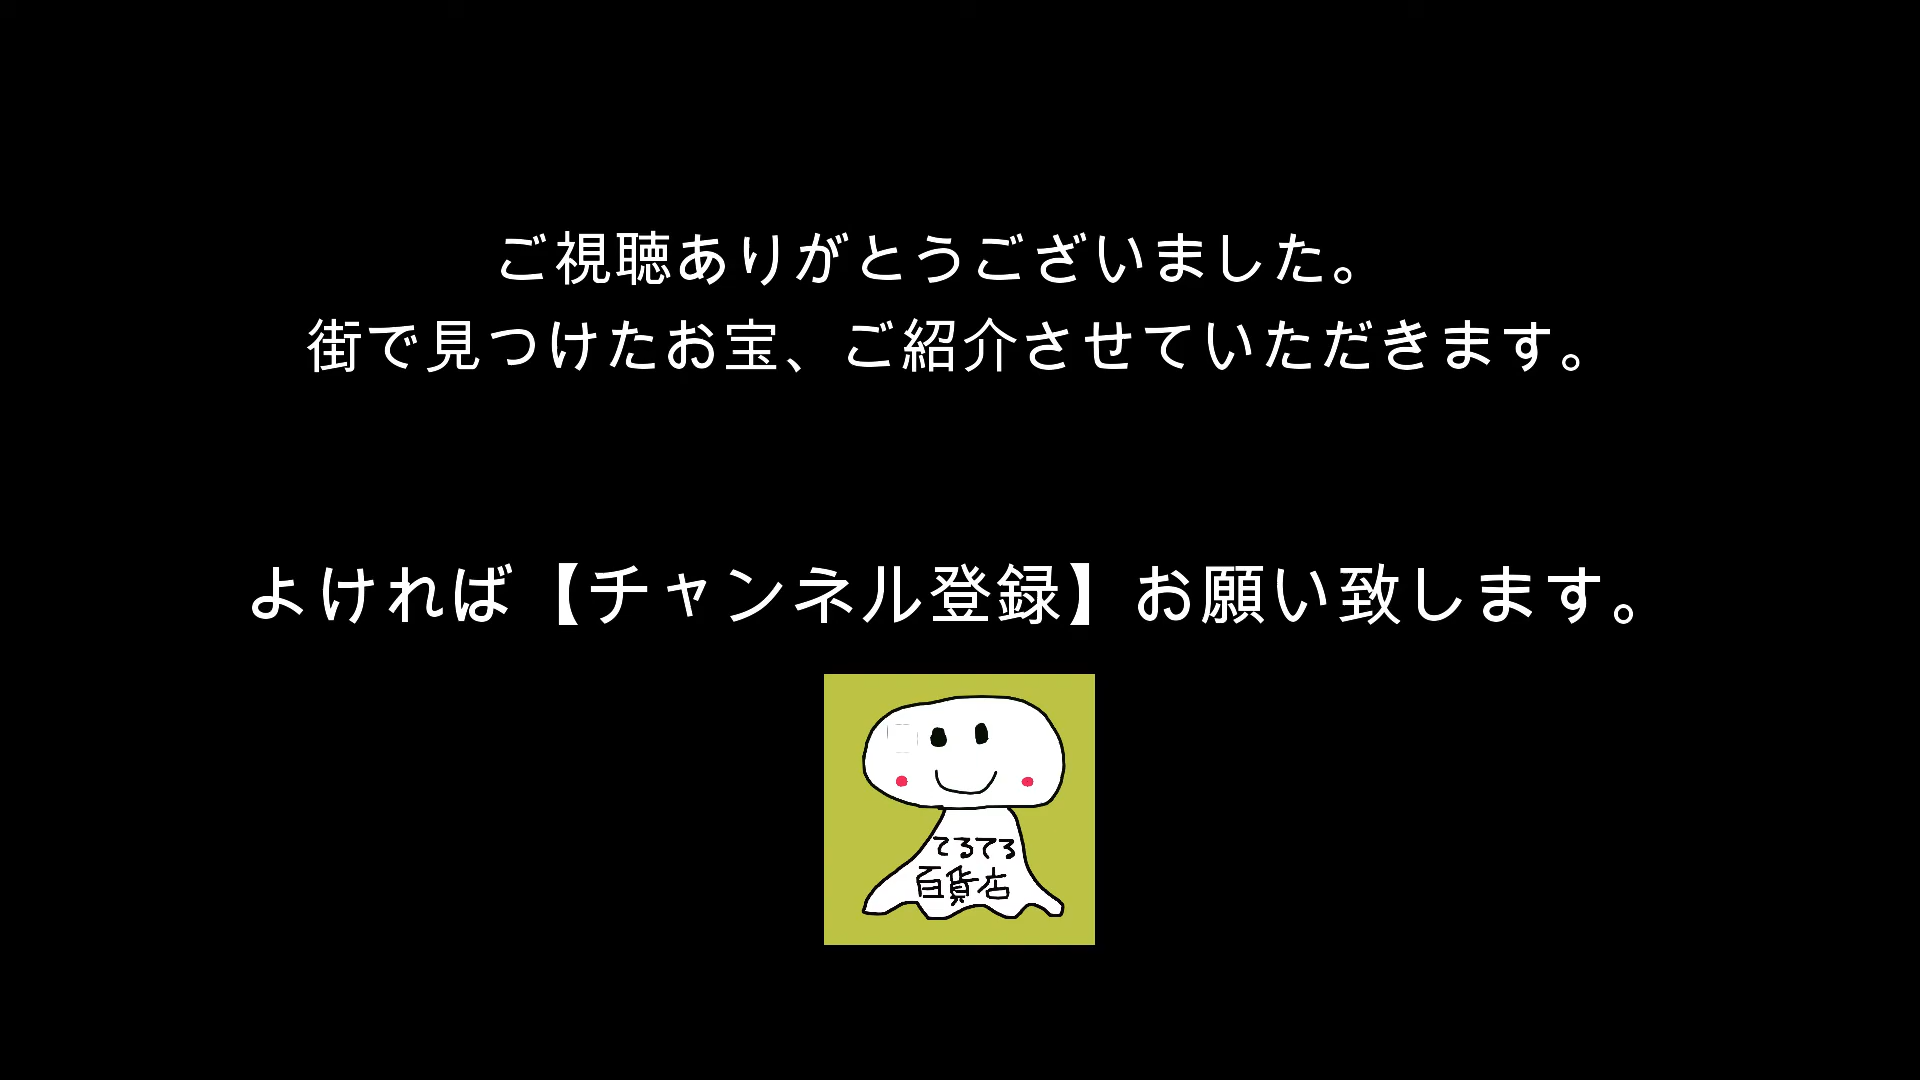 ご視聴ありがとうございました。
街で見つけたお宝、ご紹介させていただきます。
よければ【チャンネル登録】お願い致します。
てるてる
百貨店